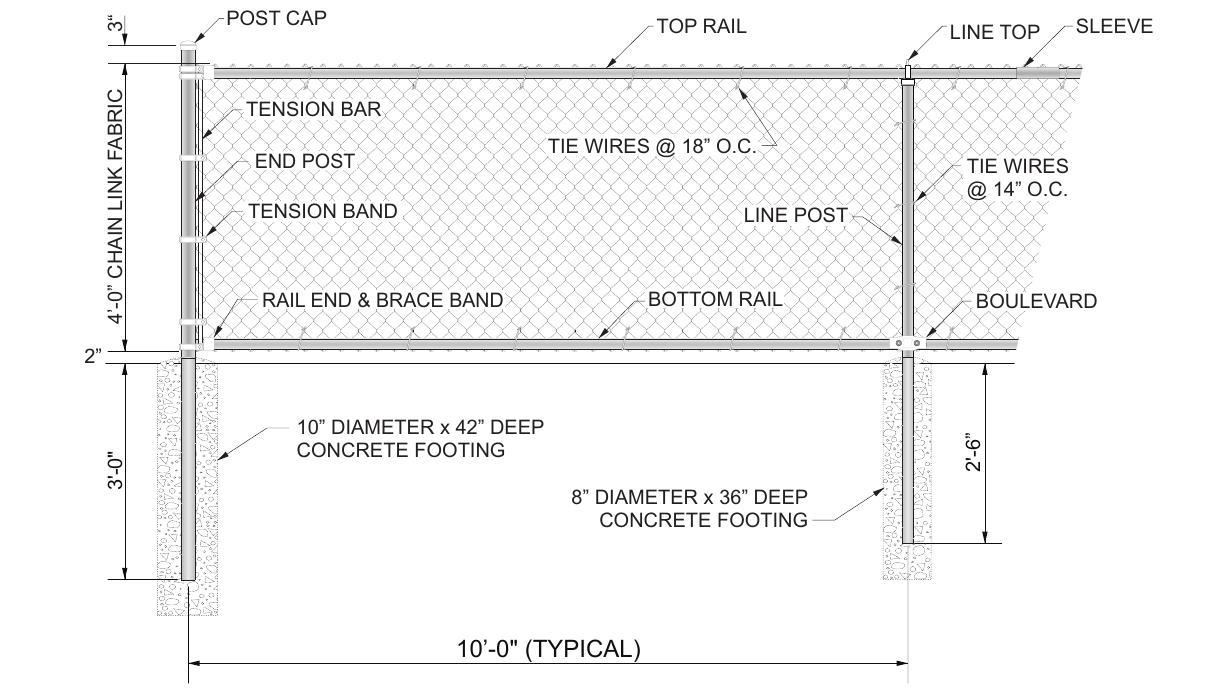 3“
POST CAP
TOP RAIL
LINE TOP
SLEEVE
4’-0” CHAIN LINK FABRIC
TENSION BAR
TIE WIRES @ 18” O.C.
END POST
TIE WIRES
@ 14” O.C.
TENSION BAND
LINE POST
RAIL END & BRACE BAND
BOTTOM RAIL
BOULEVARD
2”
10” DIAMETER x 42” DEEP
CONCRETE FOOTING
3'-0"
2’-6”
8” DIAMETER x 36” DEEP
CONCRETE FOOTING
10’-0" (TYPICAL)